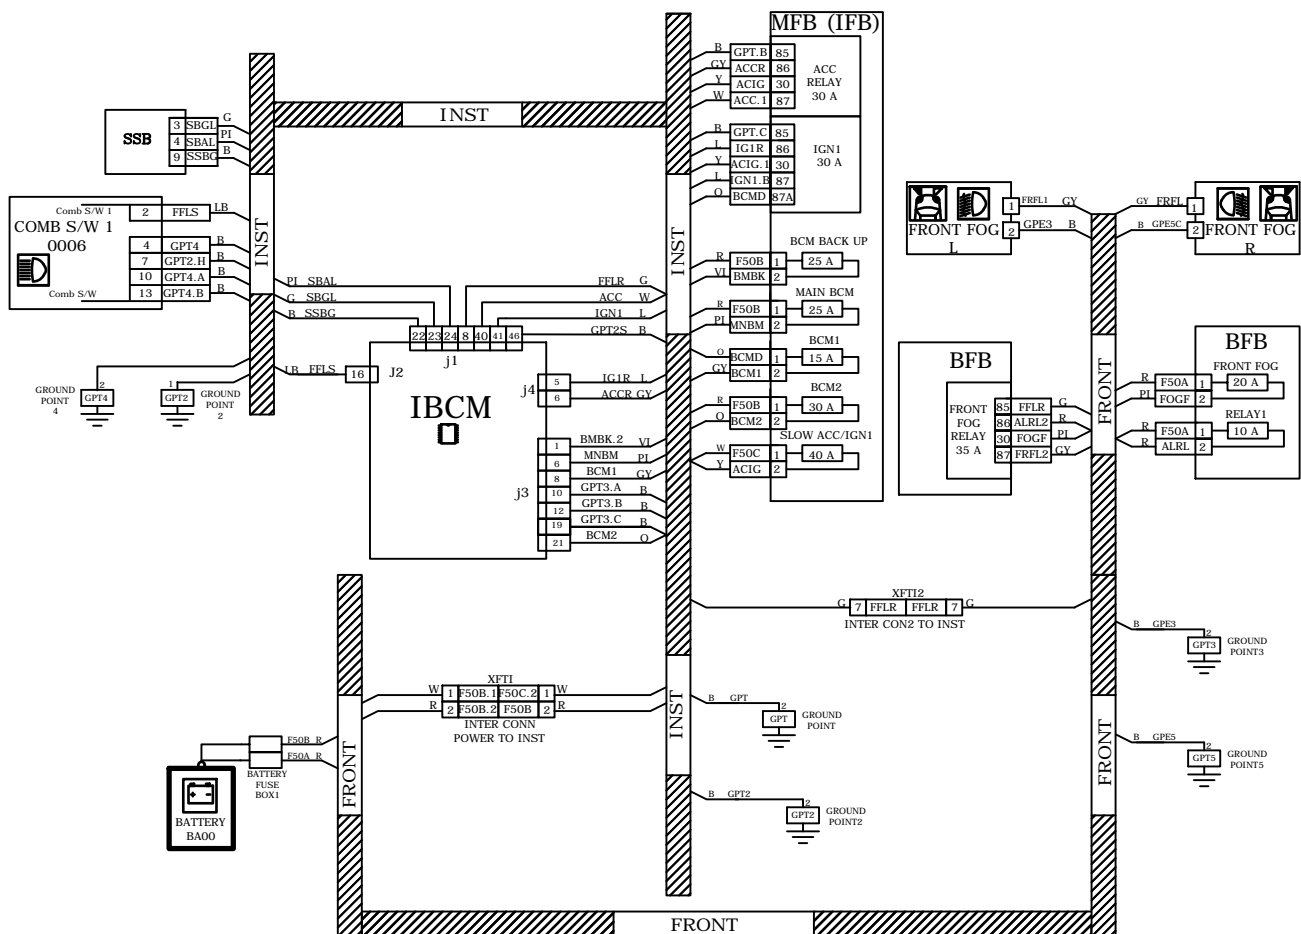 MFB (IFB)
B GPT.B 85
GY ACCR 86
Y ACIG 30
W ACC.1 87
ACC
RELAY
30 A
B GPT.C 85
L IG1R 86
Y ACIG.1 30
L IGN1.B 87
O BCMD 87A
IGN1
30 A
INST
SSB
3 SBGL G
4 SBAL PI
9 SSBG B
COMB S/W 1
0006
Comb S/W 1
2 FFLS LB
4 GPT4 B
7 GPT2.H B
10 GPT4.A B
13 GPT4.B B
Comb S/W
INST
INST
PI SBAL
G SBGL
B SSBG
FFLR G
ACC W
IGN1 L
GPT2S B
22 23 24 8 40 41 46
j1
LB FFLS 16 J2
IBCM
j4
5 IG1R L
6 ACCR GY
j3
1 BMBK.2 VI
6 MNBM PI
8 BCM1 GY
10 GPT3.A B
12 GPT3.B B
19 GPT3.C B
21 BCM2 O
BCM BACK UP
R F50B 1 25 A
VI BMBK 2
MAIN BCM
R F50B 1 25 A
PI MNBM 2
BCM1
O BCMD 1 15 A
GY BCM1 2
BCM2
R F50B 1 30 A
O BCM2 2
SLOW ACC/IGN1
W F50C 1 40 A
Y ACIG 2
GROUND
POINT
4
2
GPT4
1
GPT2
GROUND
POINT
2
FRONT FOG
L
1 FRFL1 GY
2 GPE3 B
GY FRFL 1
B GPE5C 2
FRONT FOG
R
BFB
FRONT
FOG
RELAY
35 A
85 FFLR G
86 ALRL2 R
30 FOGF PI
87 FRFL2 GY
FRONT
BFB
FRONT FOG
R F50A 1 20 A
PI FOGF 2
RELAY1
R F50A 1 10 A
R ALRL 2
XFTI2
G 7 FFLR FFLR 7 G
INTER CON2 TO INST
B GPE3
2
GPT3
GROUND
POINT3
XFTI
W 1 F50B.1 F50C.2 1 W
R 2 F50B.2 F50B 2 R
INTER CONN
POWER TO INST
INST
B GPT
2
GPT
GROUND
POINT
B GPT2
2
GPT2
GROUND
POINT2
FRONT
B GPE5
2
GPT5
GROUND
POINT5
F50B R
F50A R
BATTERY
FUSE
BOX1
BATTERY
BA00
FRONT
FRONT